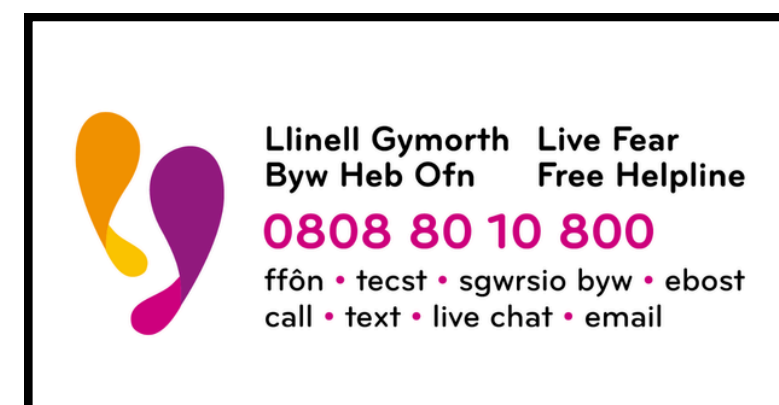 Llinell Gymorth
Byw Heb Ofn
Live Fear
Free Helpline
0808 80 10 800
ffôn • tecst • sgwrsio byw • ebost
call • text • live chat • email